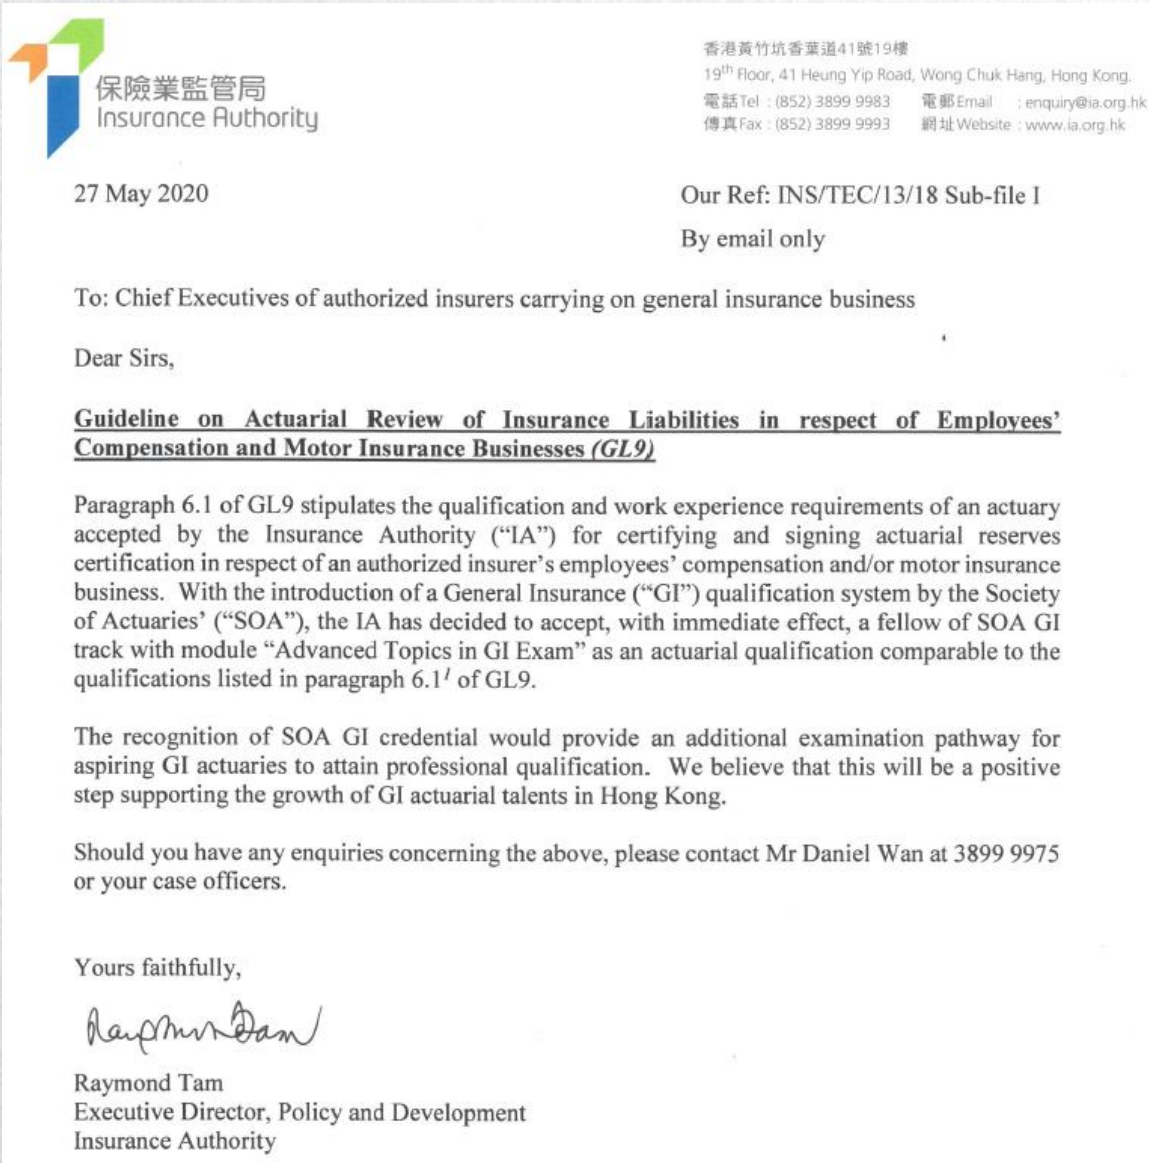 保險業監管局
Insurance Authority
香港黃竹坑香葉道41號19樓
19th Floor, 41 Heung Yip Road, Wong Chuk Hang, Hong Kong.
電話Tel : (852) 3899 9983 電郵Email : enquiry@ia.org.hk
傳真Fax : (852) 3899 9993 網址Website : www.ia.org.hk
27 May 2020 Our Ref: INS/TEC/13/18 Sub-file I
By email only
To: Chief Executives of authorized insurers carrying on general insurance business
Dear Sirs,
Guideline on Actuarial Review of Insurance Liabilities in respect of Employees’
Compensation and Motor Insurance Businesses (GL9)
Paragraph 6.1 of GL9 stipulates the qualification and work experience requirements of an actuary
accepted by the Insurance Authority (“IA”) for certifying and signing actuarial reserves
certification in respect of an authorized insurer’s employees’ compensation and/or motor insurance
business. With the introduction of a General Insurance (“GI”) qualification system by the Society
of Actuaries’ (“SOA”), the IA has decided to accept, with immediate effect, a fellow of SOA GI
track with module “Advanced Topics in GI Exam” as an actuarial qualification comparable to the
qualifications listed in paragraph 6.1¹ of GL9.
The recognition of SOA GI credential would provide an additional examination pathway for
aspiring GI actuaries to attain professional qualification. We believe that this will be a positive
step supporting the growth of GI actuarial talents in Hong Kong.
Should you have any enquiries concerning the above, please contact Mr Daniel Wan at 3899 9975
or your case officers.
Yours faithfully,
Raymond Tam
Raymond Tam
Executive Director, Policy and Development
Insurance Authority